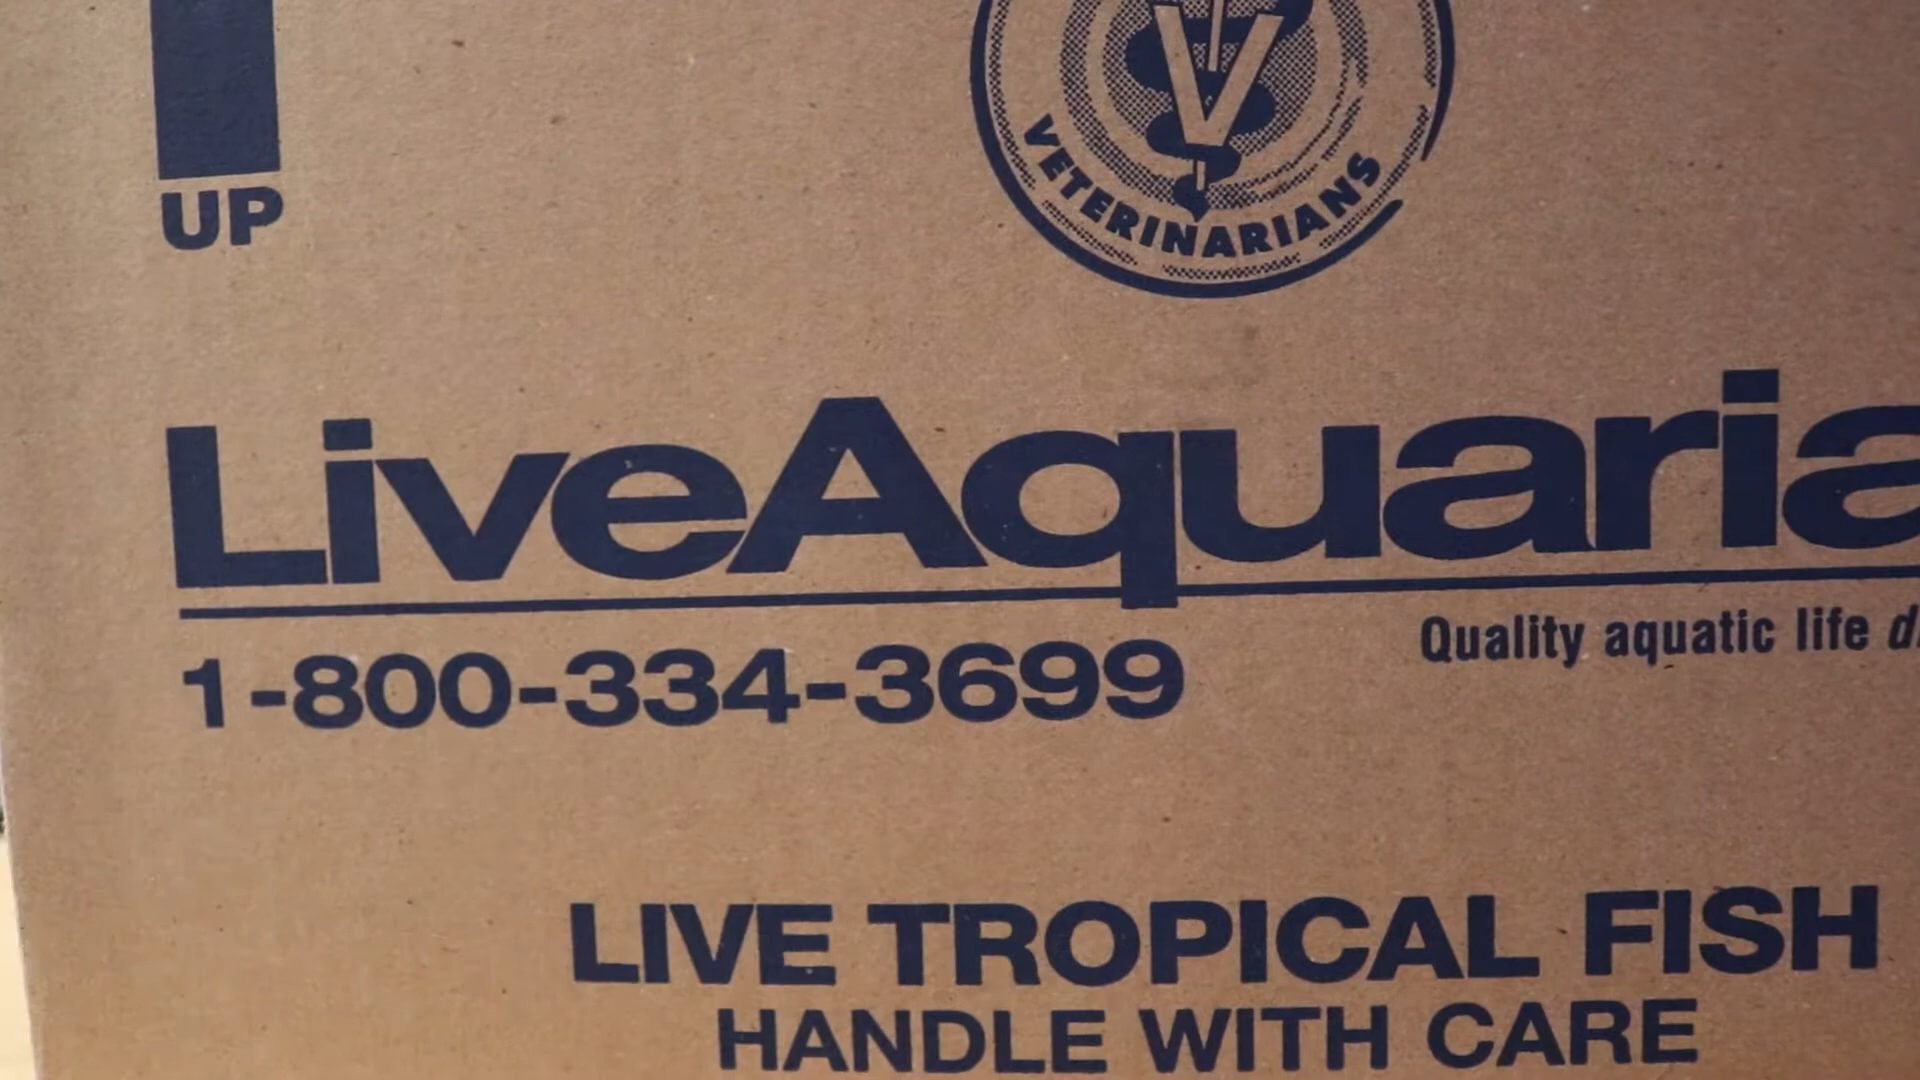 V
VETERINARIANS
UP
LiveAquaria
1-800-334-3699
Quality aquatic life
LIVE TROPICAL FISH
HANDLE WITH CARE